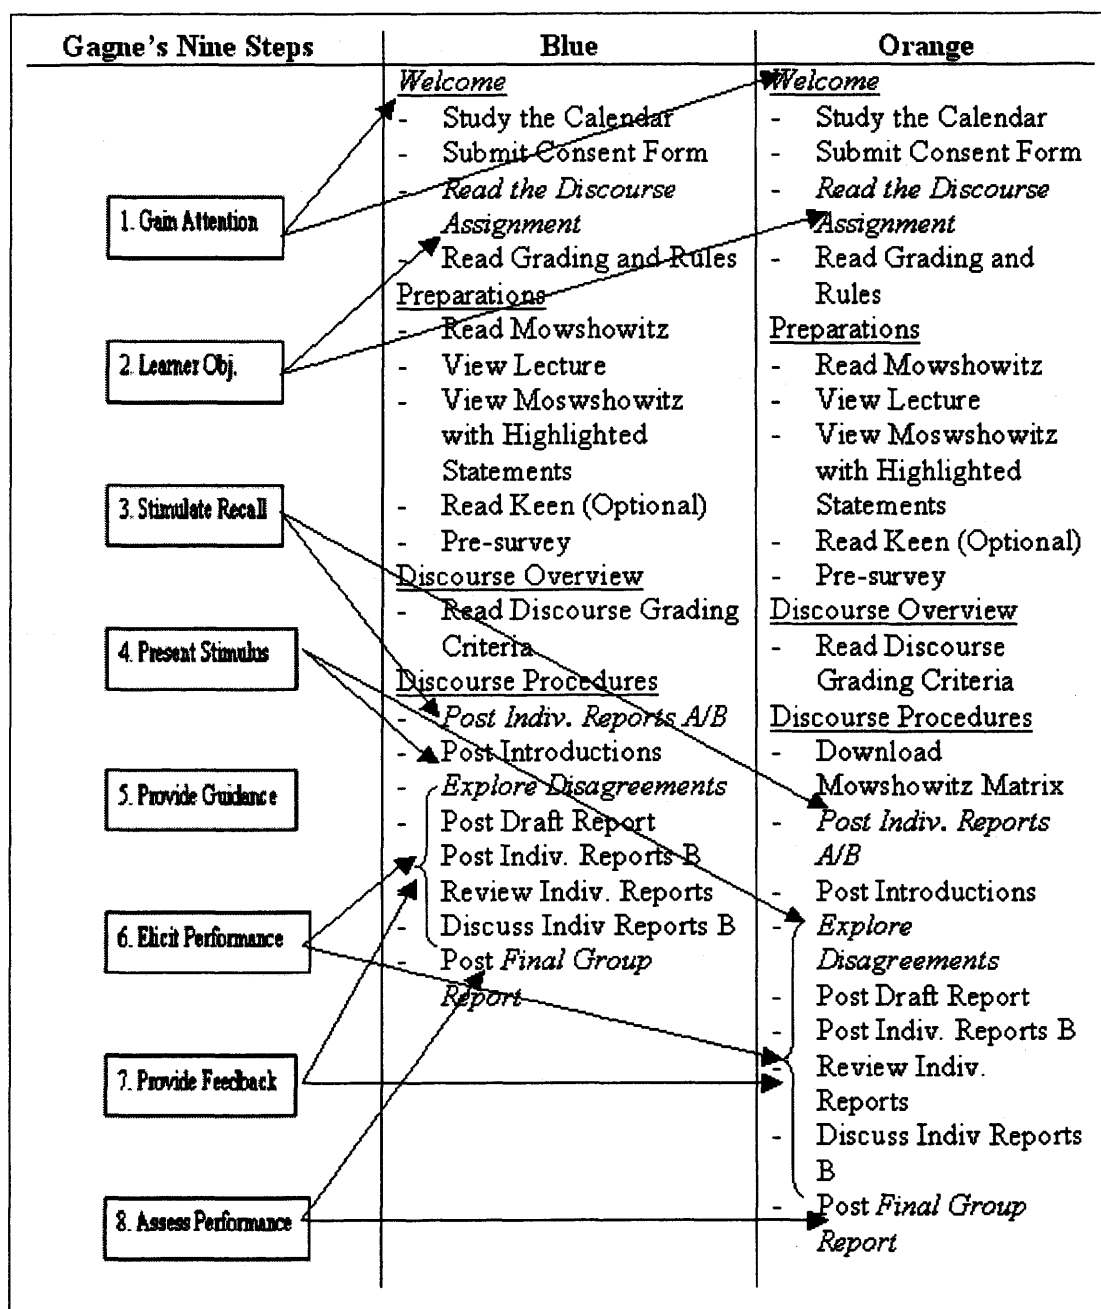 Gagne's Nine Steps
Blue
Orange
1. Gain Attention
2. Learner Obj.
3. Stimulate Recall
4. Present Stimulus
5. Provide Guidance
6. Elicit Performance
7. Provide Feedback
8. Assess Performance
Welcome
- Study the Calendar
- Submit Consent Form
- Read the Discourse
Assignment
- Read Grading and Rules
Preparations
- Read Mowshowitz
- View Lecture
- View Moswshowitz
with Highlighted
Statements
- Read Keen (Optional)
- Pre-survey
Discourse Overview
- Read Discourse Grading
Criteria
Discourse Procedures
- Post Indiv. Reports A/B
- Post Introductions
- Explore Disagreements
- Post Draft Report
- Post Indiv. Reports B
- Review Indiv. Reports
- Discuss Indiv Reports B
- Post Final Group
Report
Welcome
- Study the Calendar
- Submit Consent Form
- Read the Discourse
Assignment
- Read Grading and
Rules
Preparations
- Read Mowshowitz
- View Lecture
- View Moswshowitz
with Highlighted
Statements
- Read Keen (Optional)
- Pre-survey
Discourse Overview
- Read Discourse
Grading Criteria
Discourse Procedures
- Download
Mowshowitz Matrix
- Post Indiv. Reports
A/B
- Post Introductions
- Explore
Disagreements
- Post Draft Report
- Post Indiv. Reports B
- Review Indiv.
Reports
- Discuss Indiv Reports
B
- Post Final Group
Report